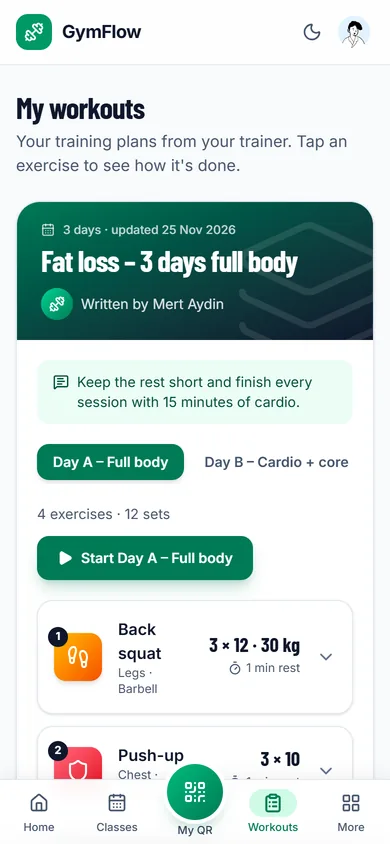 GymFlow
My workouts
Your training plans from your trainer. Tap an
exercise to see how it's done.
3 days · updated 25 Nov 2026
Fat loss – 3 days full body
Written by Mert Aydin
Keep the rest short and finish every
session with 15 minutes of cardio.
Day A – Full body
Day B – Cardio + core
4 exercises · 12 sets
Start Day A – Full body
1
Back
squat
Legs ·
Barbell
3 × 12 · 30 kg
1 min rest
2
Push-up
Chest ·
3 × 10
Home
Classes
My QR
Workouts
More